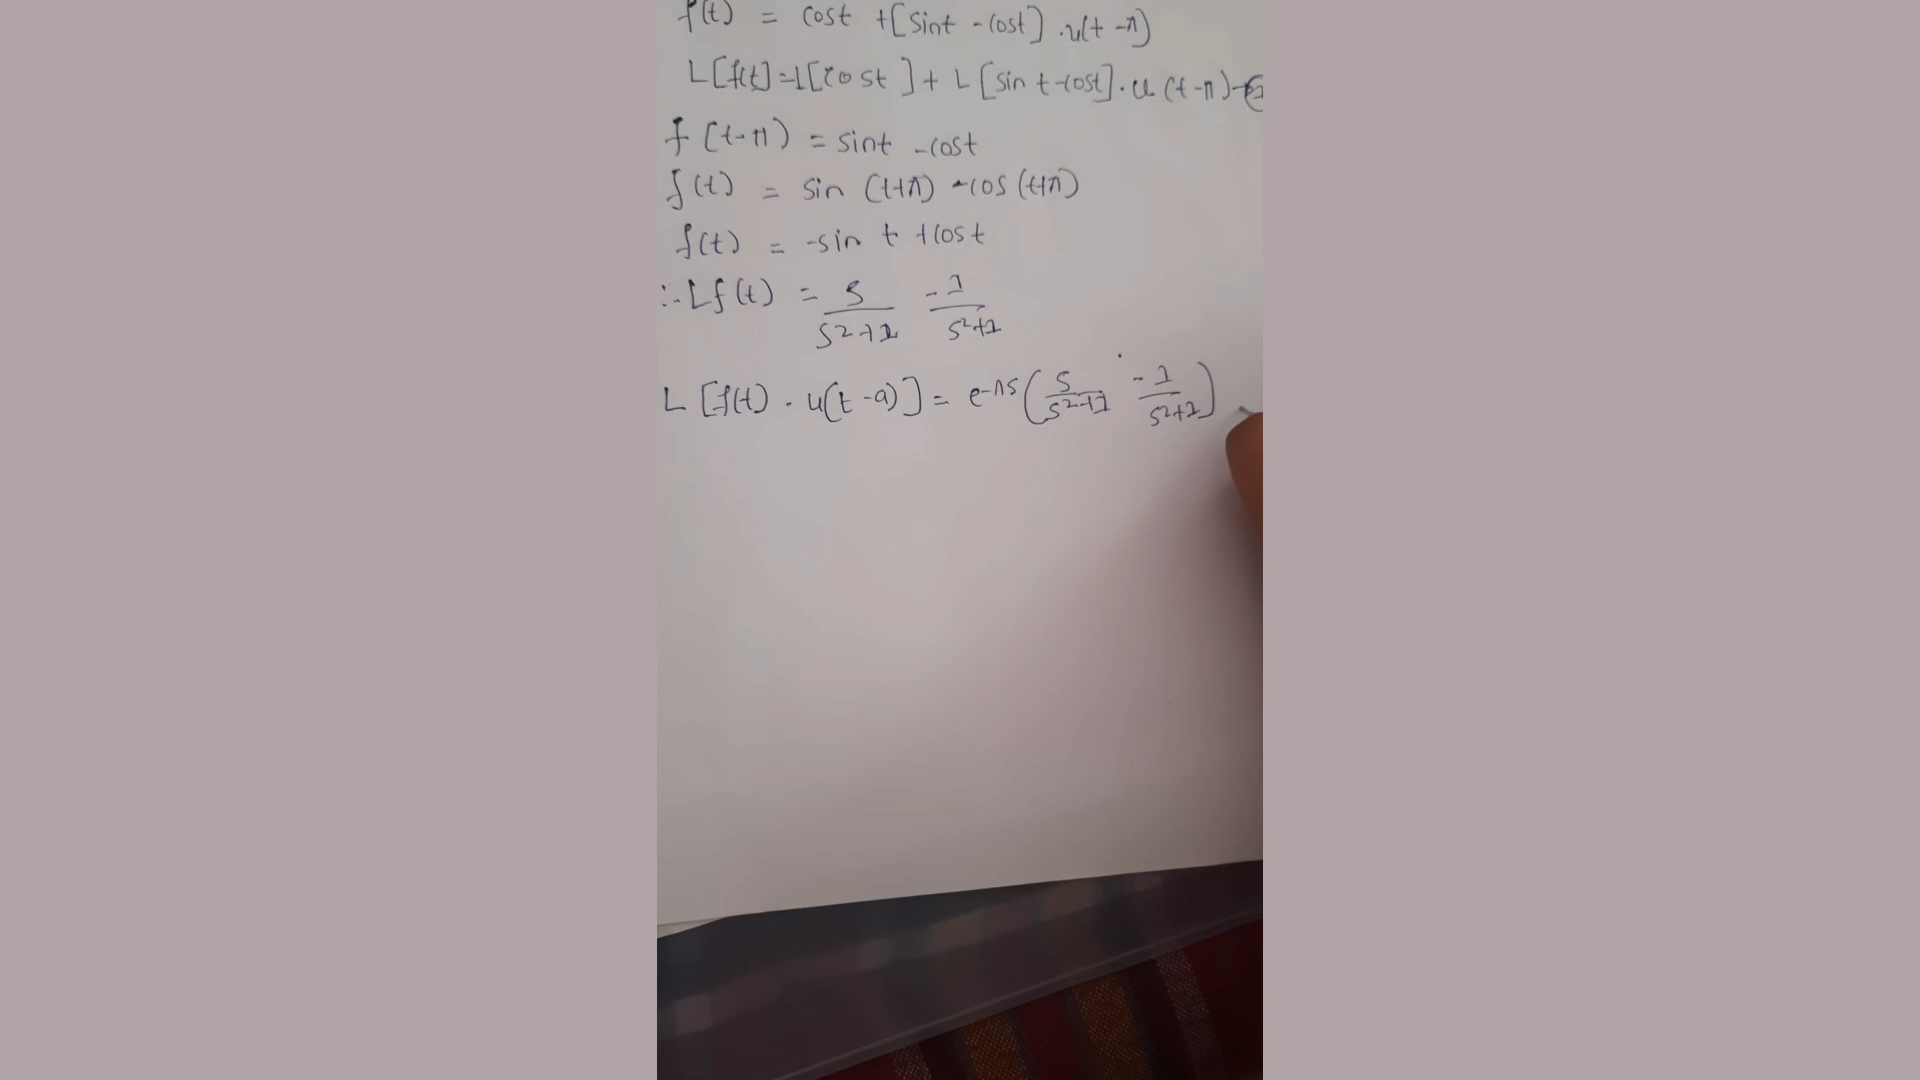 f(t) = cost +[sint -cost] .u(t -π)
L[f(t]=L[cost ]+ L [sin t-cost]. u (t-π)-
f (t-π) = sint -cost
f(t) = sin (t+π) -cos (t+π)
f(t) = -sin t +cost
∴ Lf(t) = s/s²+1 -1/s²+1
L [f(t) . u(t -a)] = e-πs (s/s²+1 -1/s²+1)